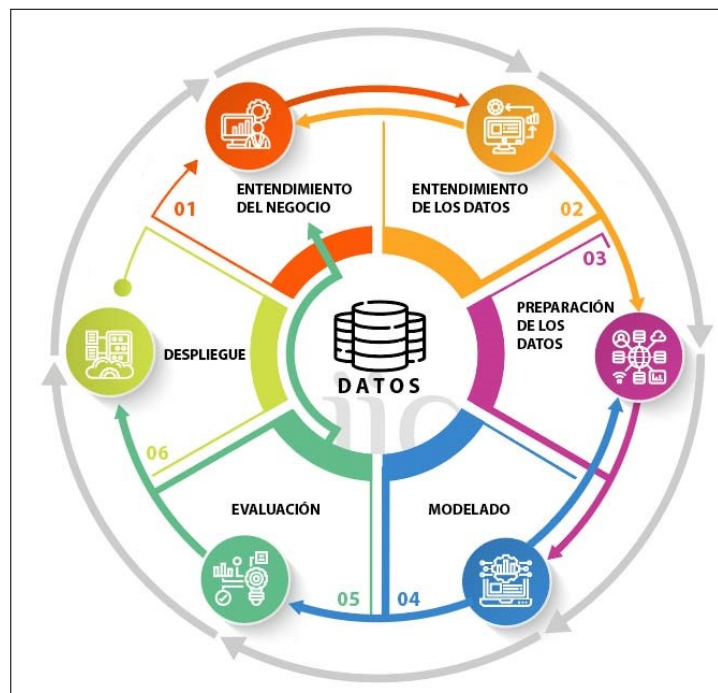 01
ENTENDIMIENTO
DEL NEGOCIO
ENTENDIMIENTO
DE LOS DATOS
02
03
PREPARACIÓN
DE LOS
DATOS
DATOS
DESPLIEGUE
06
EVALUACIÓN
05
MODELADO
04